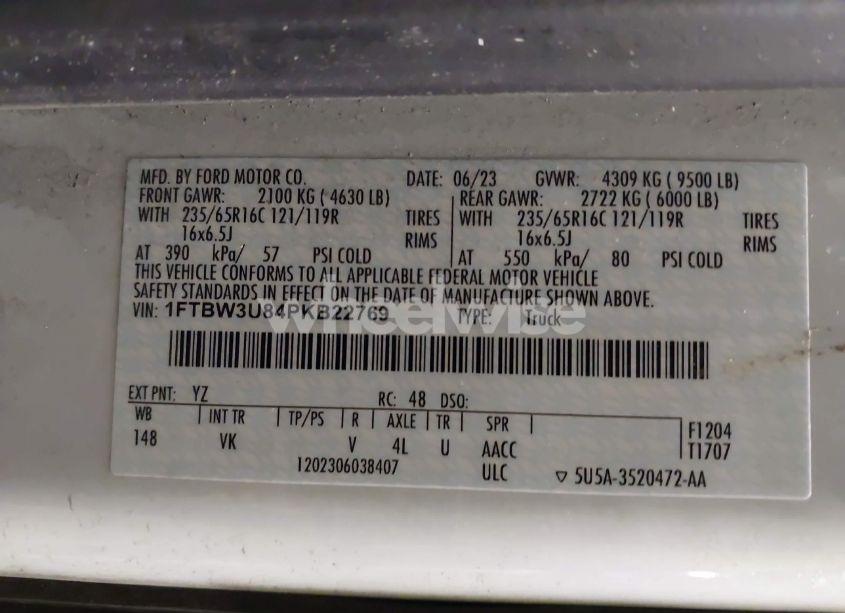 MFD. BY FORD MOTOR CO. DATE: 06/23 GVWR: 4309 KG ( 9500 LB)
FRONT GAWR: 2100 KG ( 4630 LB) REAR GAWR: 2722 KG ( 6000 LB)
WITH 235/65R16C 121/119R TIRES WITH 235/65R16C 121/119R TIRES
16x6.5J RIMS 16x6.5J RIMS
AT 390 kPa/ 57 PSI COLD AT 550 kPa/ 80 PSI COLD
THIS VEHICLE CONFORMS TO ALL APPLICABLE FEDERAL MOTOR VEHICLE
SAFETY STANDARDS IN EFFECT ON THE DATE OF MANUFACTURE SHOWN ABOVE.
VIN: 1FTBW3U84PKB22769 TYPE: Truck
wheelwise
EXT PNT: YZ RC: 48 DSO:
WB INT TR TP/PS R AXLE TR SPR F1204
148 VK V 4L U AACC T1707
1202306038407 ULC 5U5A-3520472-AA